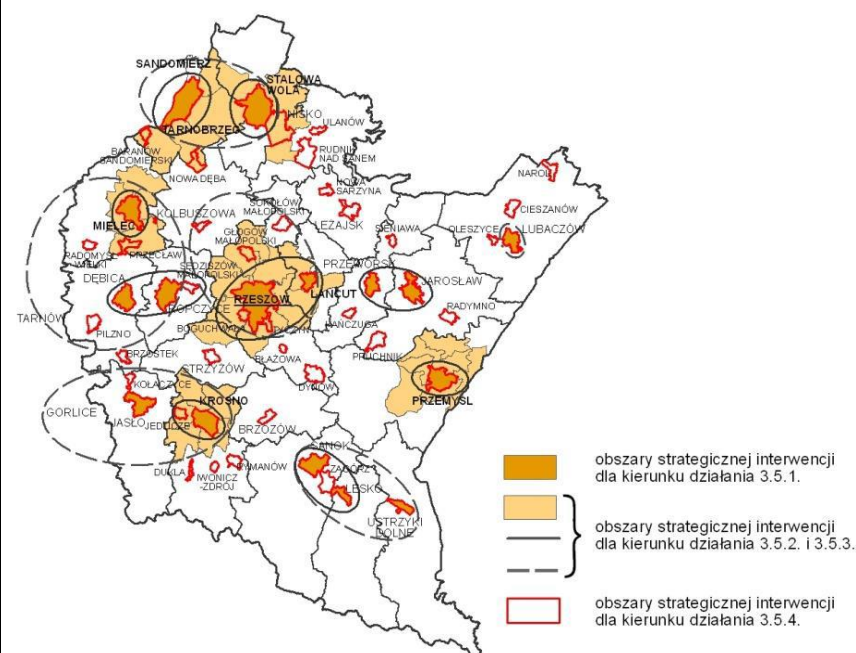 SANDOMIERZ
STALOWA
WOLA
TARNOBRZEG
NISKO
ULANÓW
BARANÓW
SANDOMIERSKI
RUDNIK
NAD SANEM
NOWA DĘBA
NOWA
SARZYNA
NAROL
CIESZANÓW
MIELEC
KOLBUSZOWA
SOKOŁÓW
MAŁOPOLSKI
LEŻAJSK
SIENIAWA
OLESZYCE
LUBACZÓW
GŁOGÓW
MAŁOPOLSKI
RADOMYŚL
WIELKI
PRZECŁAW
SĘDZISZÓW
MAŁOPOLSKI
PRZEWORSK
JAROSŁAW
DĘBICA
ROPCZYCE
RZESZÓW
ŁAŃCUT
TARNÓW
RADYMNO
PILZNO
BOGUCHWAŁA
TYCZYN
KAŃCZUGA
BRZOSTEK
STRZYŻÓW
BŁAŻOWA
PRUCHNIK
DYNÓW
KOŁACZYCE
GORLICE
KROSNO
PRZEMYŚL
JASŁO
JEDLICZE
BRZOZÓW
SANOK
DUKLA
IWONICZ
-ZDRÓJ
RYMANÓW
ZAGÓRZ
LESKO
USTRZYKI
DOLNE
obszary strategicznej interwencji
dla kierunku działania 3.5.1.
obszary strategicznej interwencji
dla kierunku działania 3.5.2. i 3.5.3.
obszary strategicznej interwencji
dla kierunku działania 3.5.4.